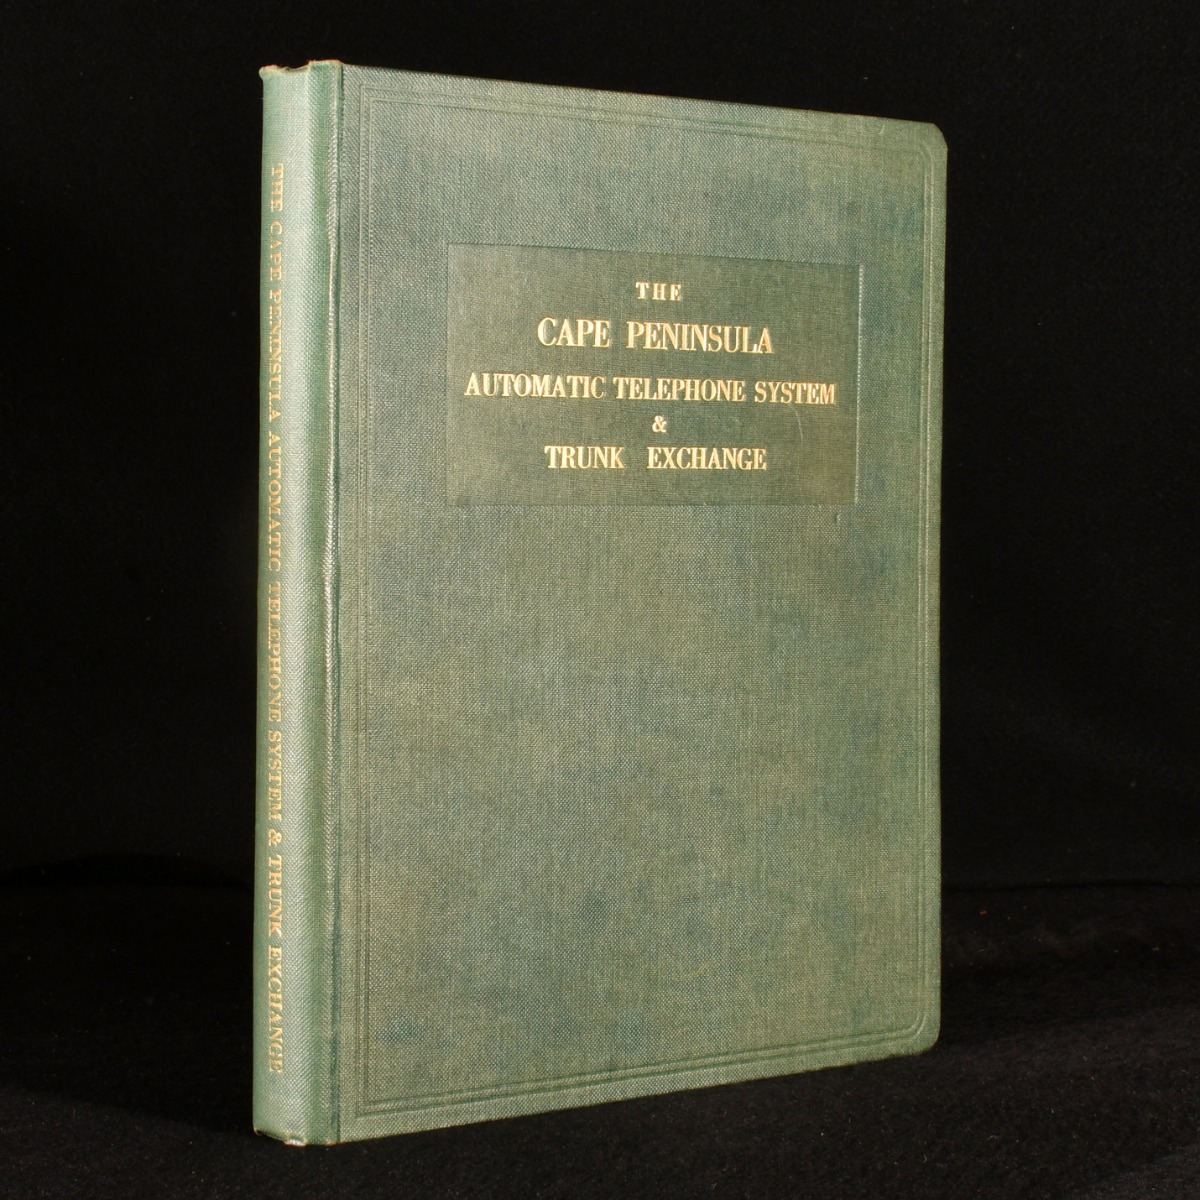 THE CAPE PENINSULA AUTOMATIC TELEPHONE SYSTEM & TRUNK EXCHANGE
THE
CAPE PENINSULA
AUTOMATIC TELEPHONE SYSTEM
&
TRUNK EXCHANGE